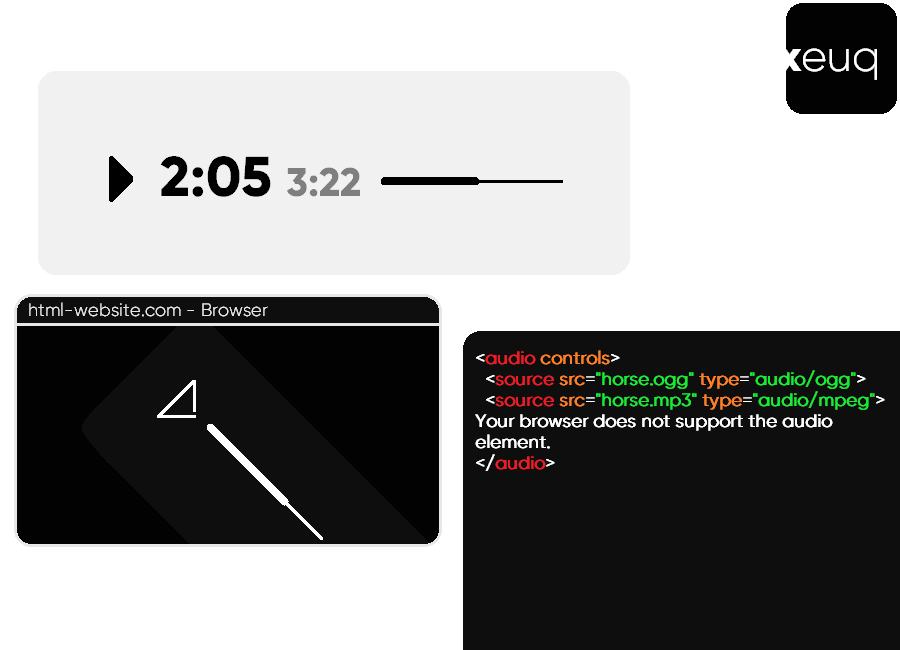 xeuq
2:05 3:22
html-website.com - Browser
<audio controls>
<source src="horse.ogg" type="audio/ogg">
<source src="horse.mp3" type="audio/mpeg">
Your browser does not support the audio
element.
</audio>